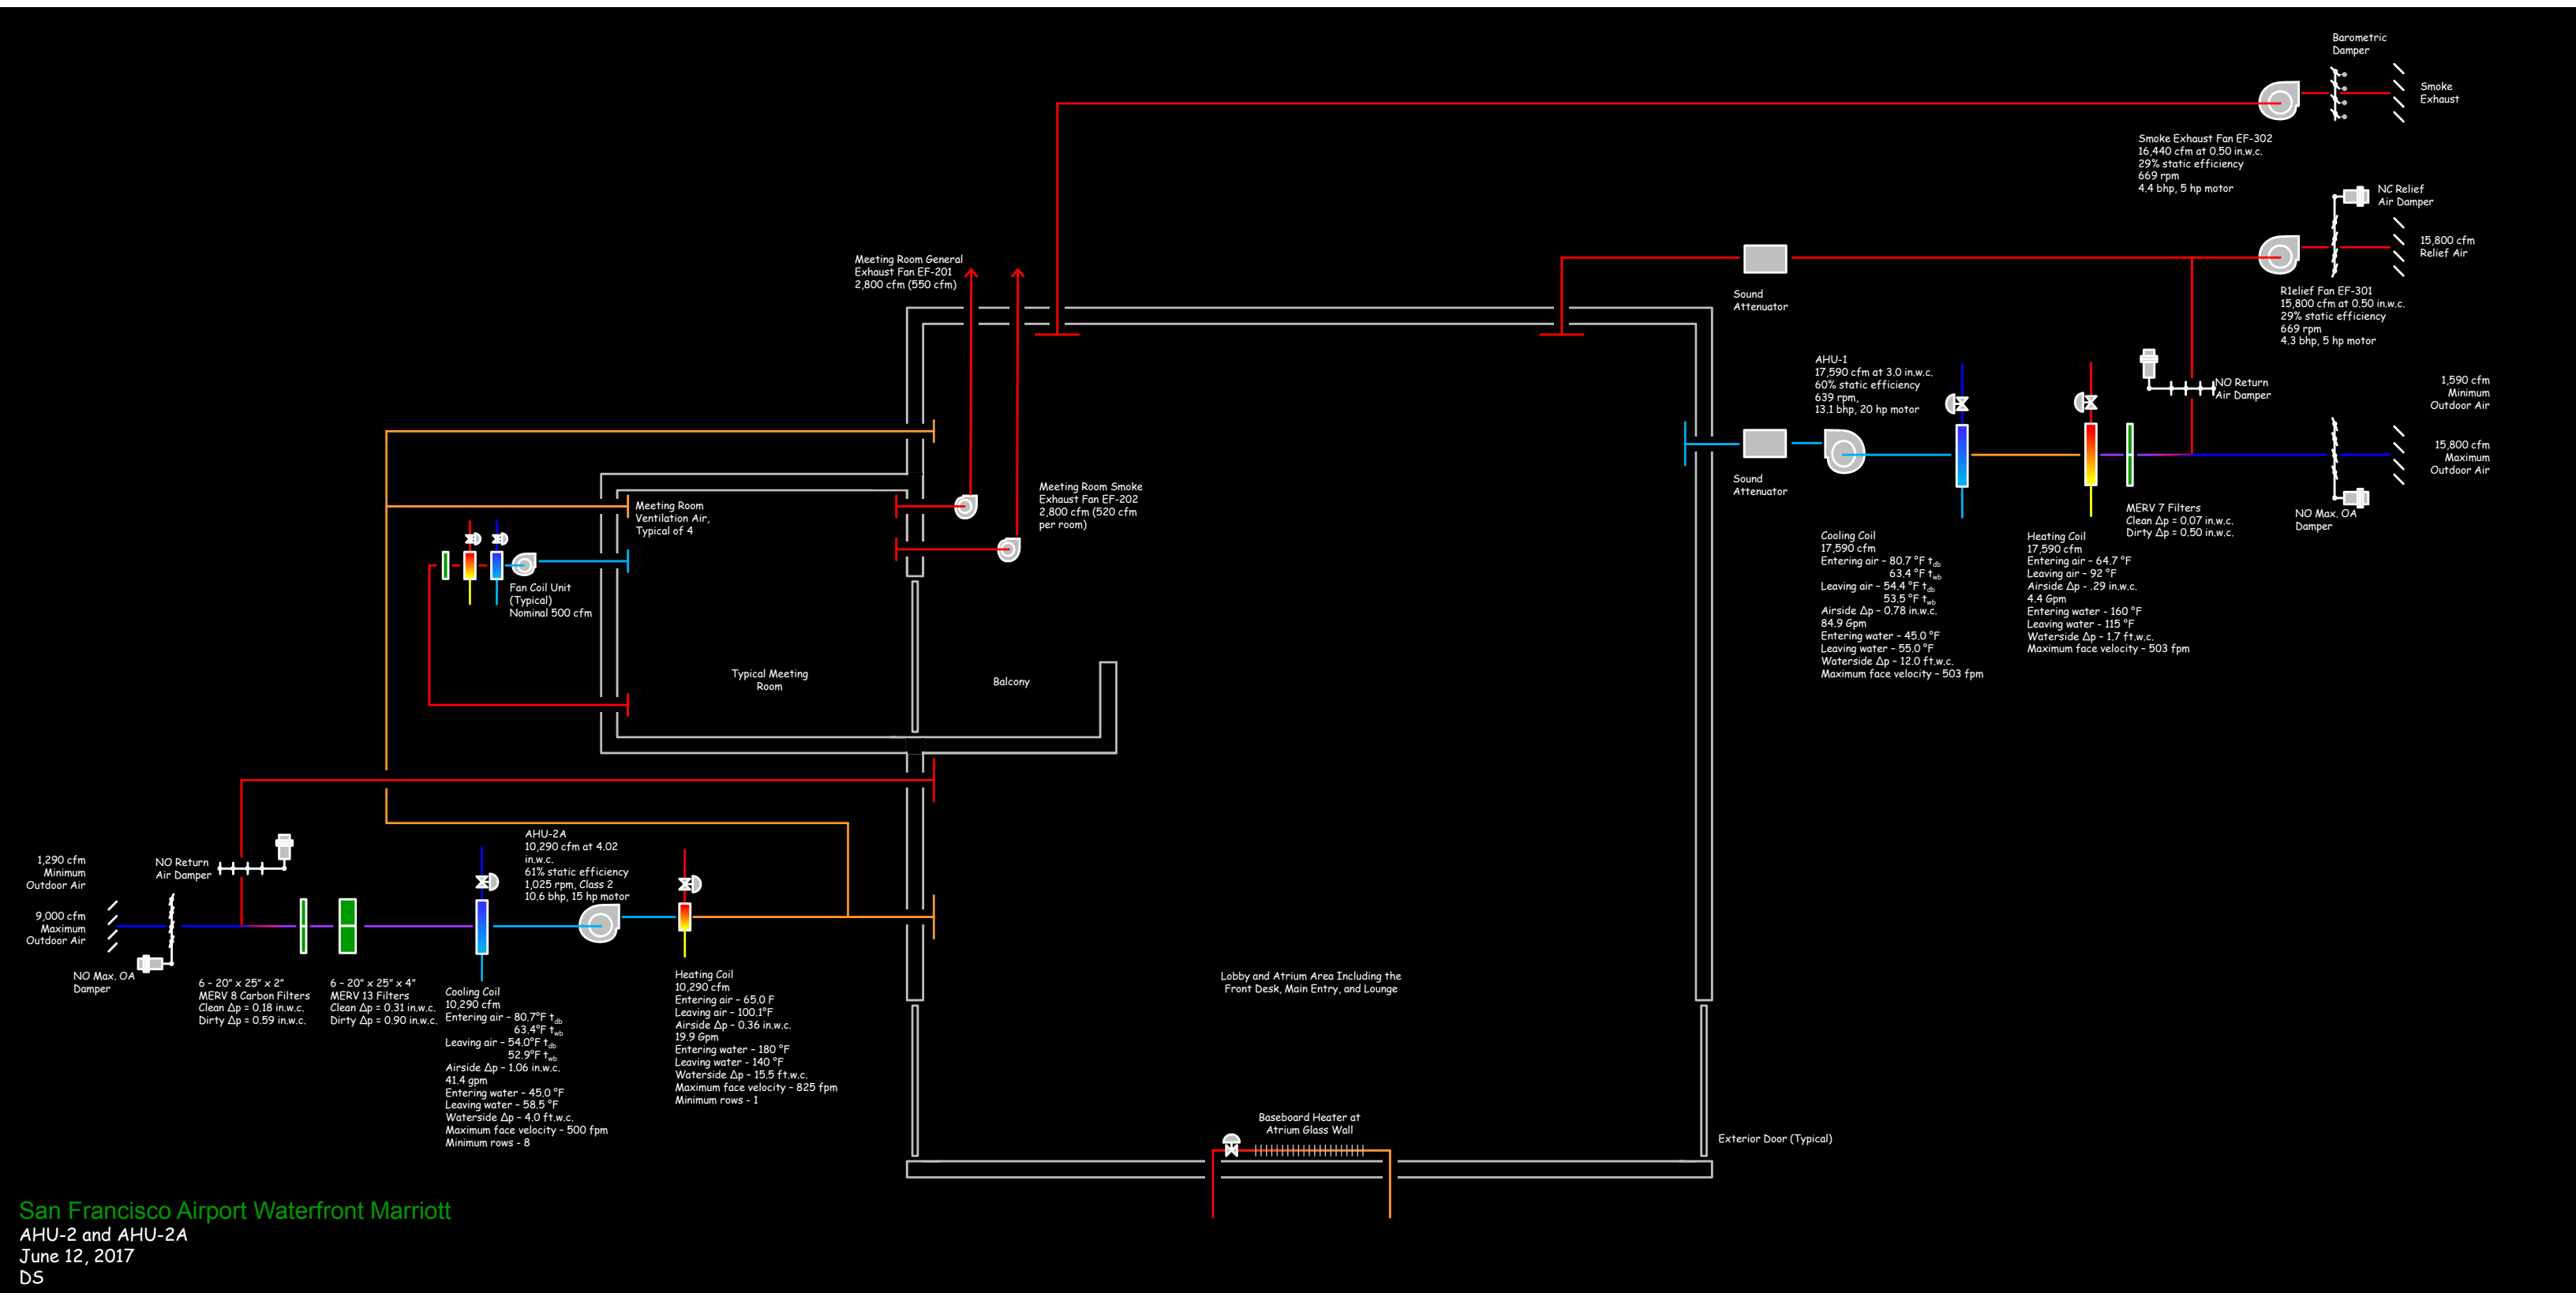 Barometric
Damper
Smoke
Exhaust
Smoke Exhaust Fan EF-302
16,440 cfm at 0.50 in.w.c.
29% static efficiency
669 rpm
4.4 bhp, 5 hp motor
NC Relief
Air Damper
15,800 cfm
Relief Air
R1elief Fan EF-301
15,800 cfm at 0.50 in.w.c.
29% static efficiency
669 rpm
4.3 bhp, 5 hp motor
Meeting Room General
Exhaust Fan EF-201
2,800 cfm (550 cfm)
Sound
Attenuator
AHU-1
17,590 cfm at 3.0 in.w.c.
60% static efficiency
639 rpm,
13.1 bhp, 20 hp motor
NO Return
Air Damper
1,590 cfm
Minimum
Outdoor Air
15,800 cfm
Maximum
Outdoor Air
Sound
Attenuator
MERV 7 Filters
Clean Δp = 0.07 in.w.c.
Dirty Δp = 0.50 in.w.c.
NO Max. OA
Damper
Meeting Room Smoke
Exhaust Fan EF-202
2,800 cfm (520 cfm
per room)
Meeting Room
Ventilation Air,
Typical of 4
Fan Coil Unit
(Typical)
Nominal 500 cfm
Cooling Coil
17,590 cfm
Entering air – 80.7 °F tdb
63.4 °F twb
Leaving air – 54.4 °F tdb
53.5 °F twb
Airside Δp – 0.78 in.w.c.
84.9 Gpm
Entering water – 45.0 °F
Leaving water – 55.0 °F
Waterside Δp – 12.0 ft.w.c.
Maximum face velocity – 503 fpm
Heating Coil
17,590 cfm
Entering air – 64.7 °F
Leaving air – 92 °F
Airside Δp - .29 in.w.c.
4.4 Gpm
Entering water – 160 °F
Leaving water – 115 °F
Waterside Δp – 1.7 ft.w.c.
Maximum face velocity – 503 fpm
Typical Meeting
Room
Balcony
AHU-2A
10,290 cfm at 4.02
in.w.c.
61% static efficiency
1,025 rpm, Class 2
10.6 bhp, 15 hp motor
1,290 cfm
Minimum
Outdoor Air
9,000 cfm
Maximum
Outdoor Air
NO Return
Air Damper
NO Max. OA
Damper
6 – 20" x 25" x 2"
MERV 8 Carbon Filters
Clean Δp = 0.18 in.w.c.
Dirty Δp = 0.59 in.w.c.
6 – 20" x 25" x 4"
MERV 13 Filters
Clean Δp = 0.31 in.w.c.
Dirty Δp = 0.90 in.w.c.
Cooling Coil
10,290 cfm
Entering air – 80.7°F tdb
63.4°F twb
Leaving air – 54.0°F tdb
52.9°F twb
Airside Δp – 1.06 in.w.c.
41.4 gpm
Entering water – 45.0 °F
Leaving water – 58.5 °F
Waterside Δp – 4.0 ft.w.c.
Maximum face velocity – 500 fpm
Minimum rows - 8
Heating Coil
10,290 cfm
Entering air – 65.0 F
Leaving air – 100.1°F
Airside Δp – 0.36 in.w.c.
19.9 Gpm
Entering water – 180 °F
Leaving water – 140 °F
Waterside Δp – 15.5 ft.w.c.
Maximum face velocity – 825 fpm
Minimum rows - 1
Lobby and Atrium Area Including the
Front Desk, Main Entry, and Lounge
Baseboard Heater at
Atrium Glass Wall
Exterior Door (Typical)
San Francisco Airport Waterfront Marriott
AHU-2 and AHU-2A
June 12, 2017
DS